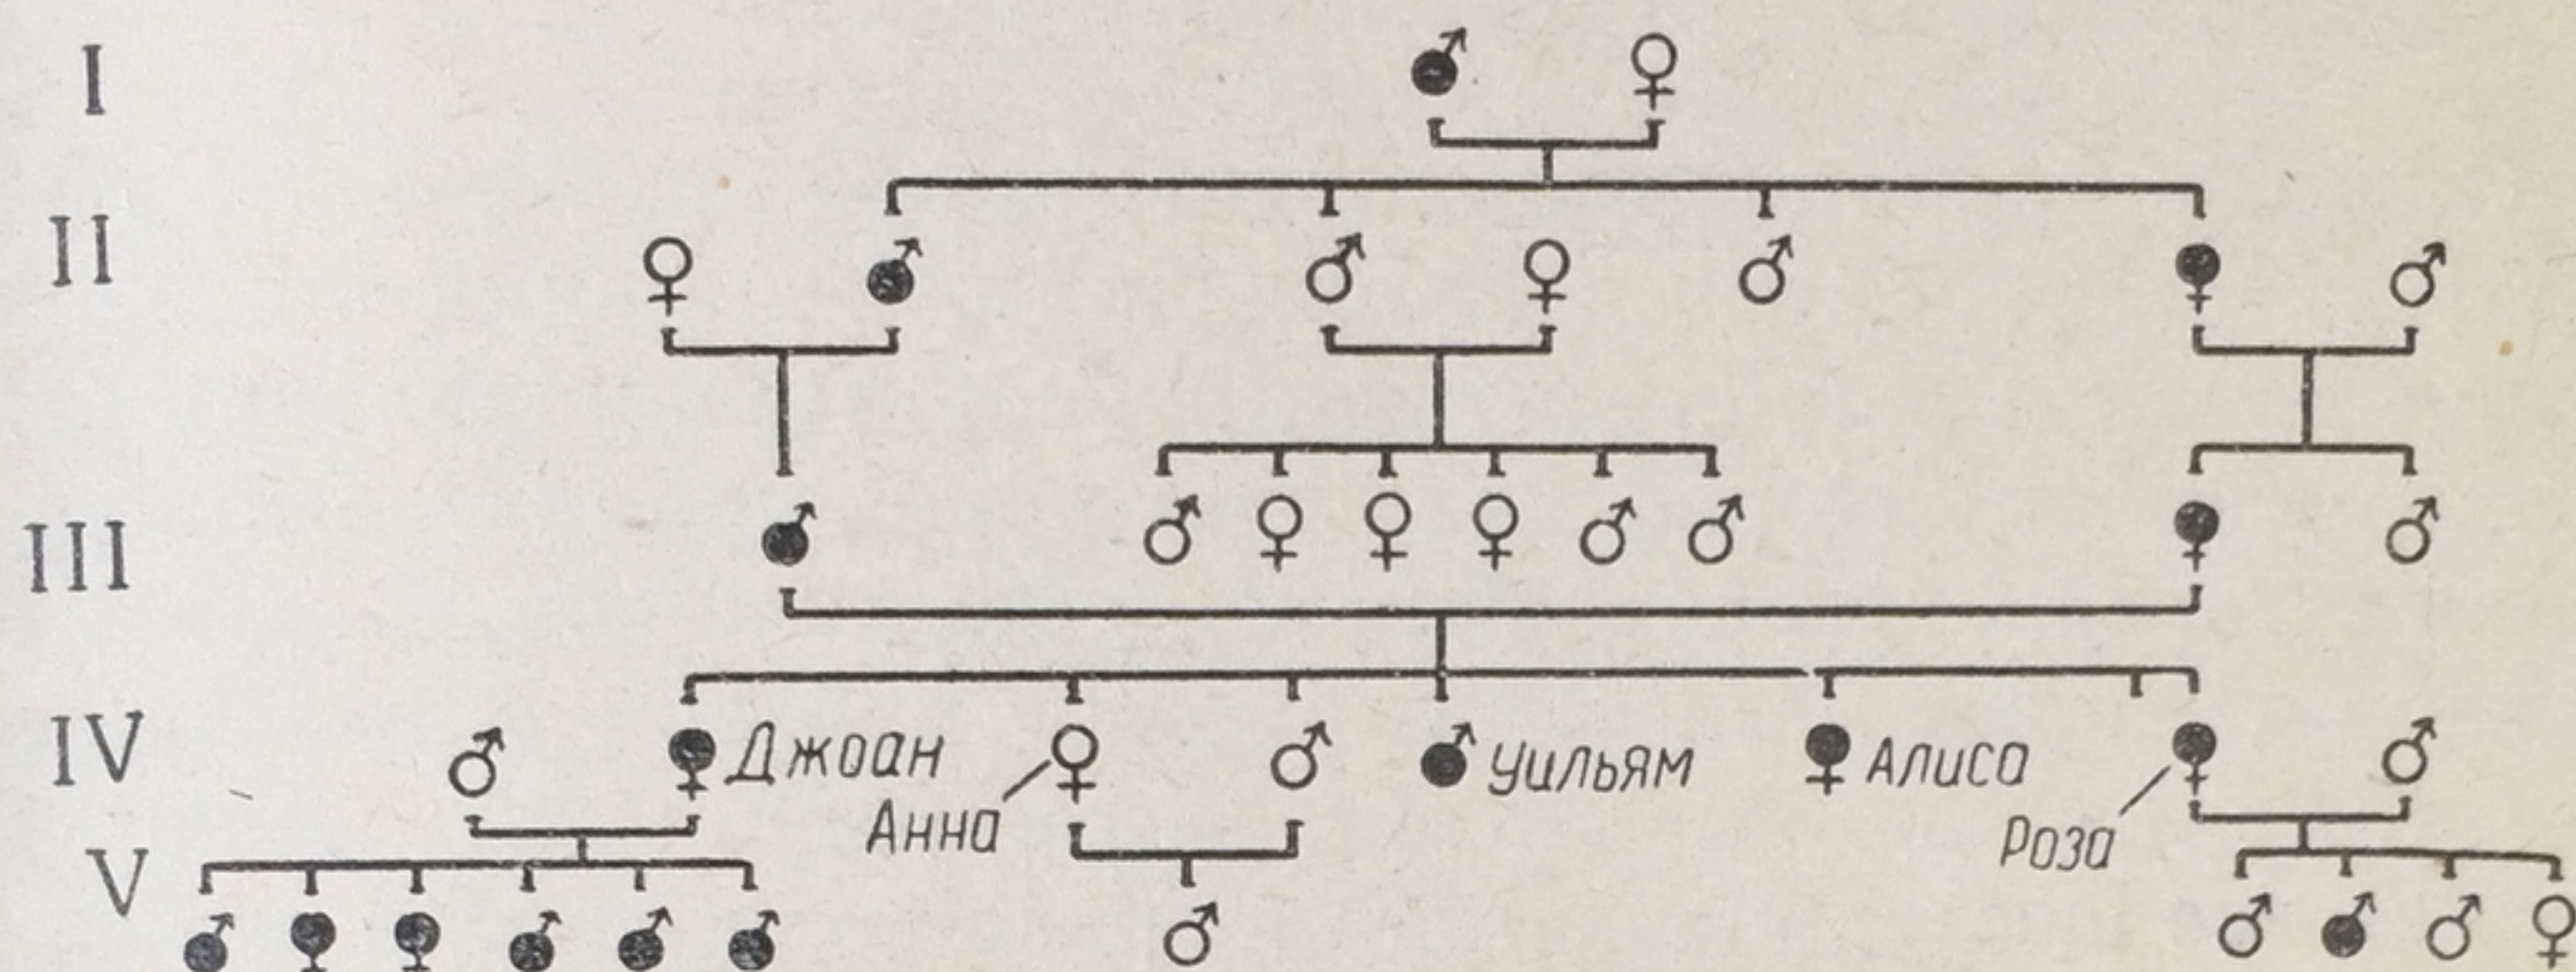 I
II
III
IV
Джоан
Анна
Уильям
Алиса
Роза
V